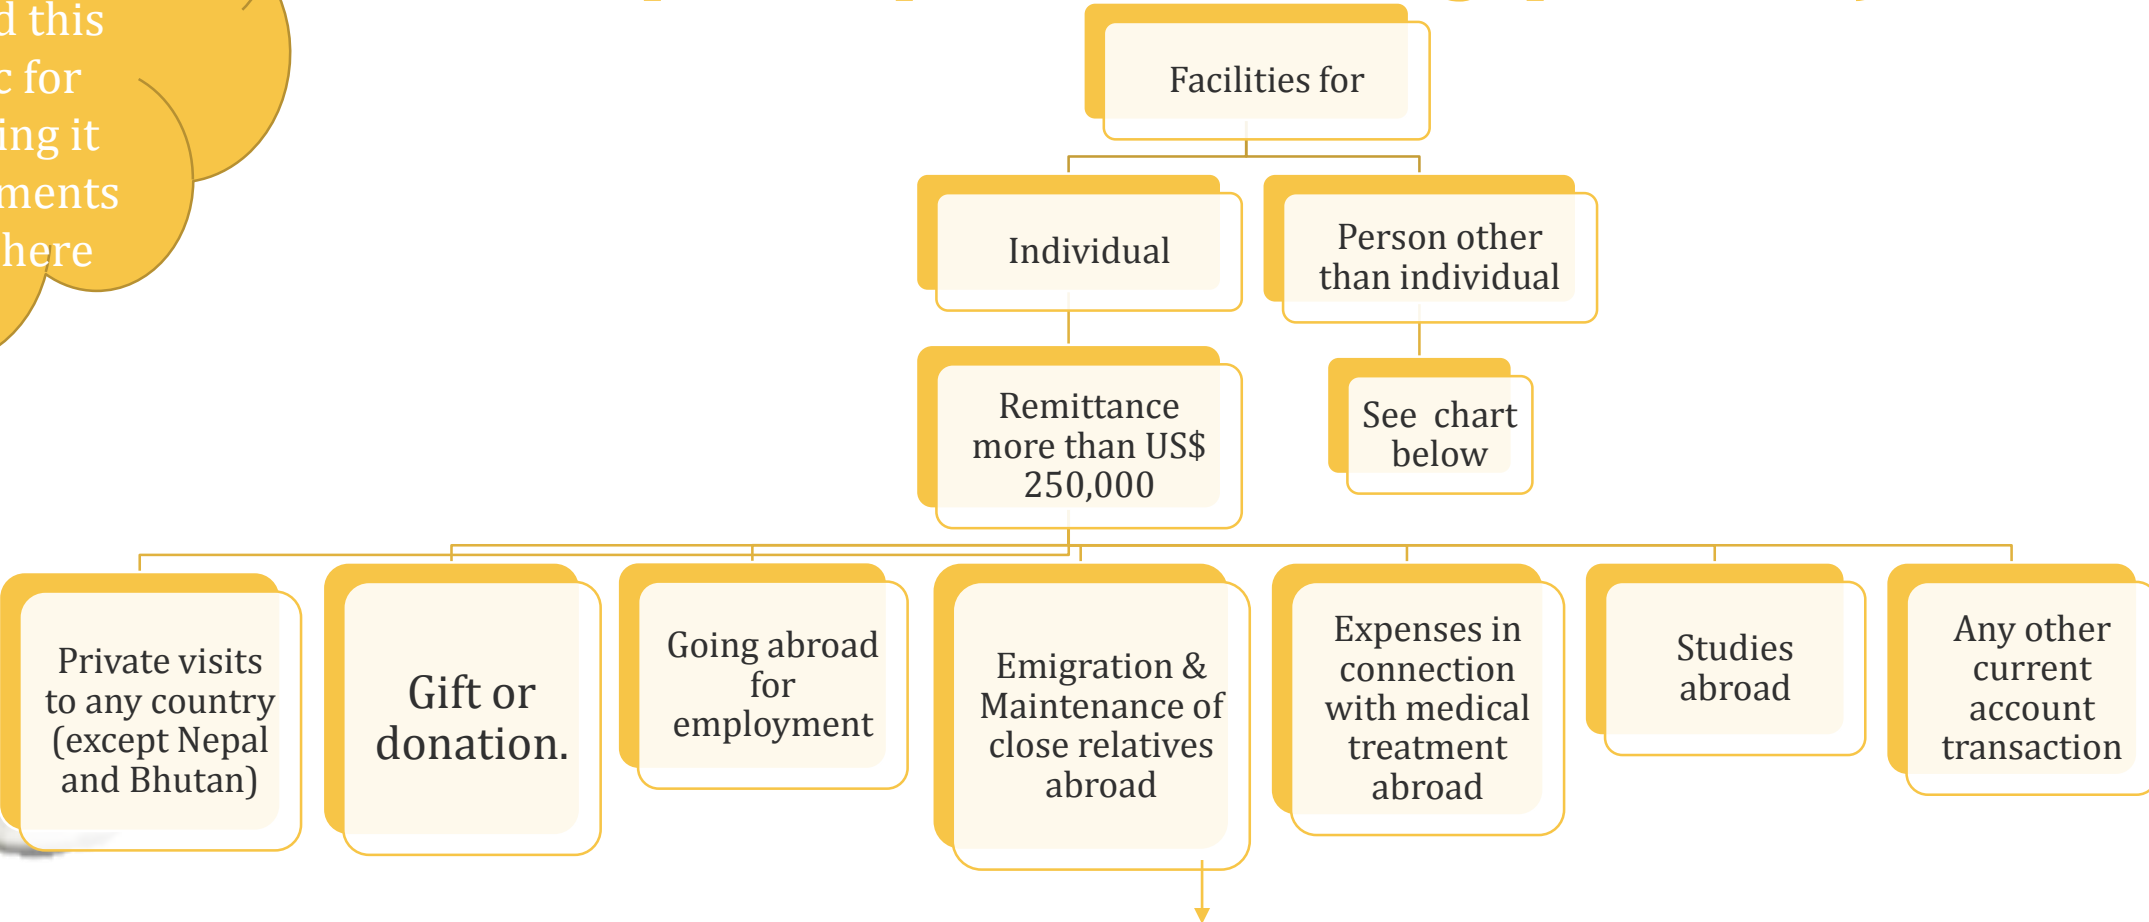 this
for
ing it
ments
here
Facilities for
Individual
Person other
than individual
Remittance
more than US$
250,000
See chart
below
Private visits
to any country
(except Nepal
and Bhutan)
Gift or
donation.
Going abroad
for
employment
Emigration &
Maintenance of
close relatives
abroad
Expenses in
connection
with medical
treatment
abroad
Studies
abroad
Any other
current
account
transaction